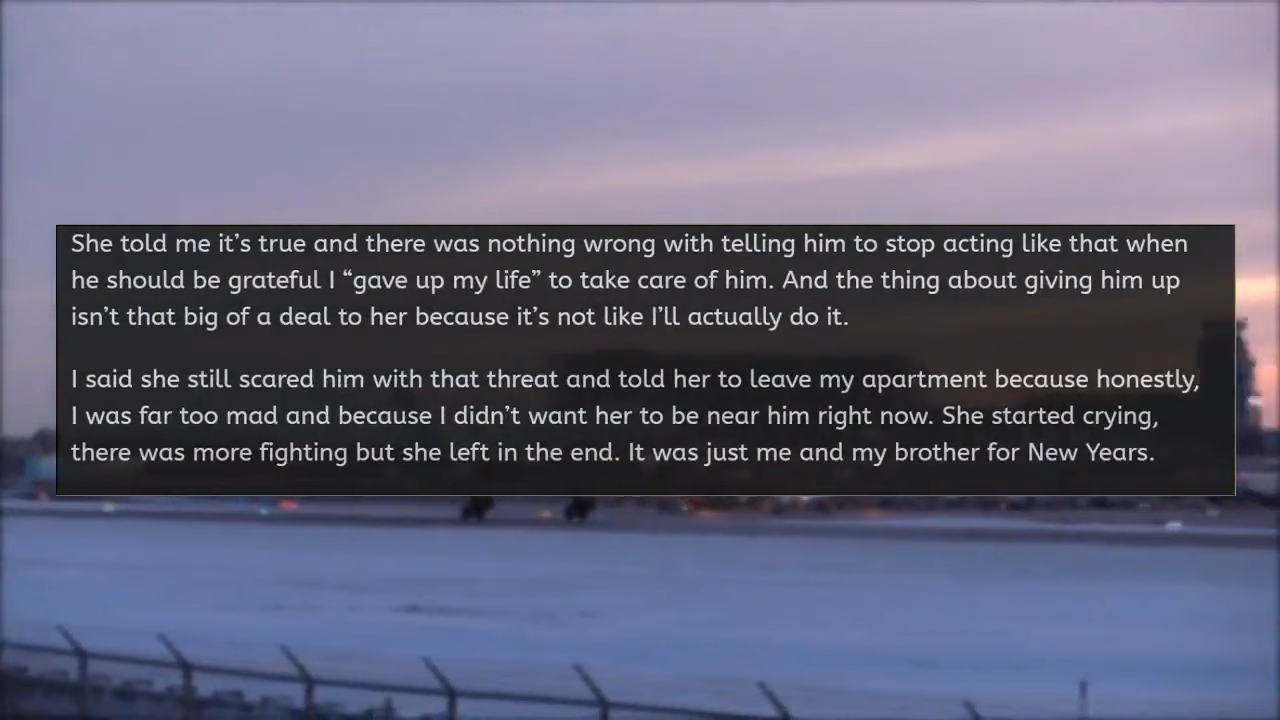 She told me it’s true and there was nothing wrong with telling him to stop acting like that when
he should be grateful I “gave up my life” to take care of him. And the thing about giving him up
isn’t that big of a deal to her because it’s not like I’ll actually do it.
I said she still scared him with that threat and told her to leave my apartment because honestly,
I was far too mad and because I didn’t want her to be near him right now. She started crying,
there was more fighting but she left in the end. It was just me and my brother for New Years.